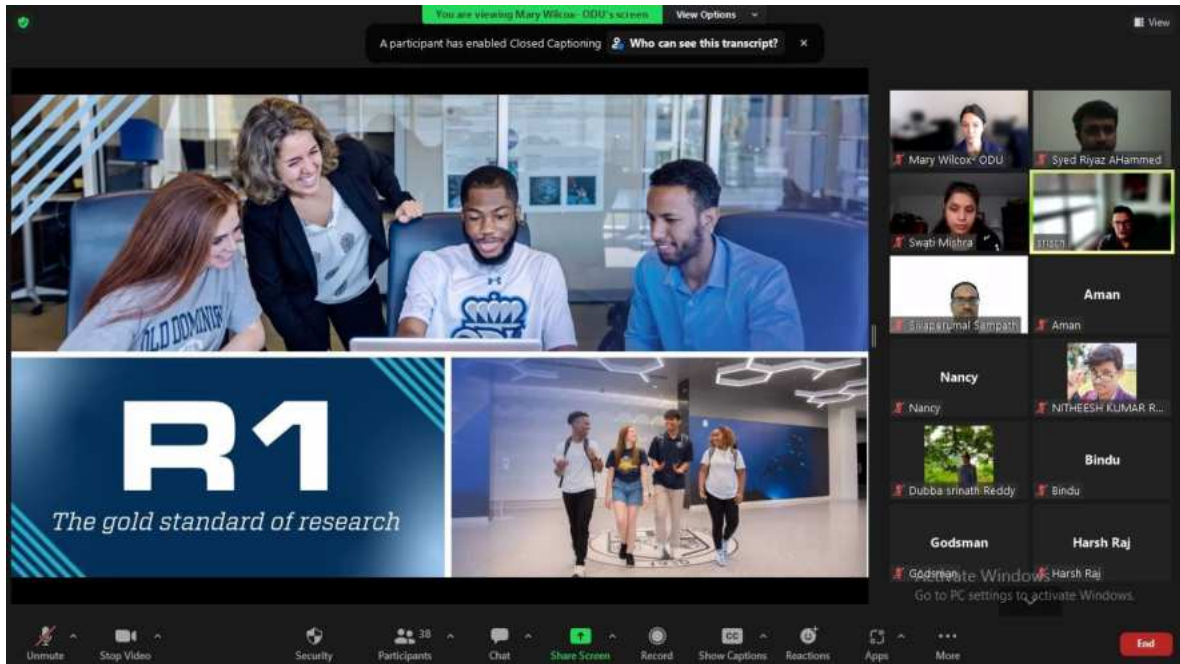 You are viewing Mary Wilcox- ODU's screen
View Options
View
A participant has enabled Closed Captioning
Who can see this transcript?
OLD DOMINION
ODU
R1
The gold standard of research
Mary Wilcox- ODU
Syed Riyaz AHammed
Swati Mishra
srisch
Sivaperumal Sampath
Aman
Aman
Nancy
Nancy
NITHEESH KUMAR R...
Dubba srinath Reddy
Bindu
Bindu
Godsman
Godsman
Harsh Raj
Harsh Raj
Activate Windows
Go to PC settings to activate Windows.
Unmute
Stop Video
Security
Participants
38
Chat
Share Screen
Record
CC
Show Captions
Reactions
Apps
More
End